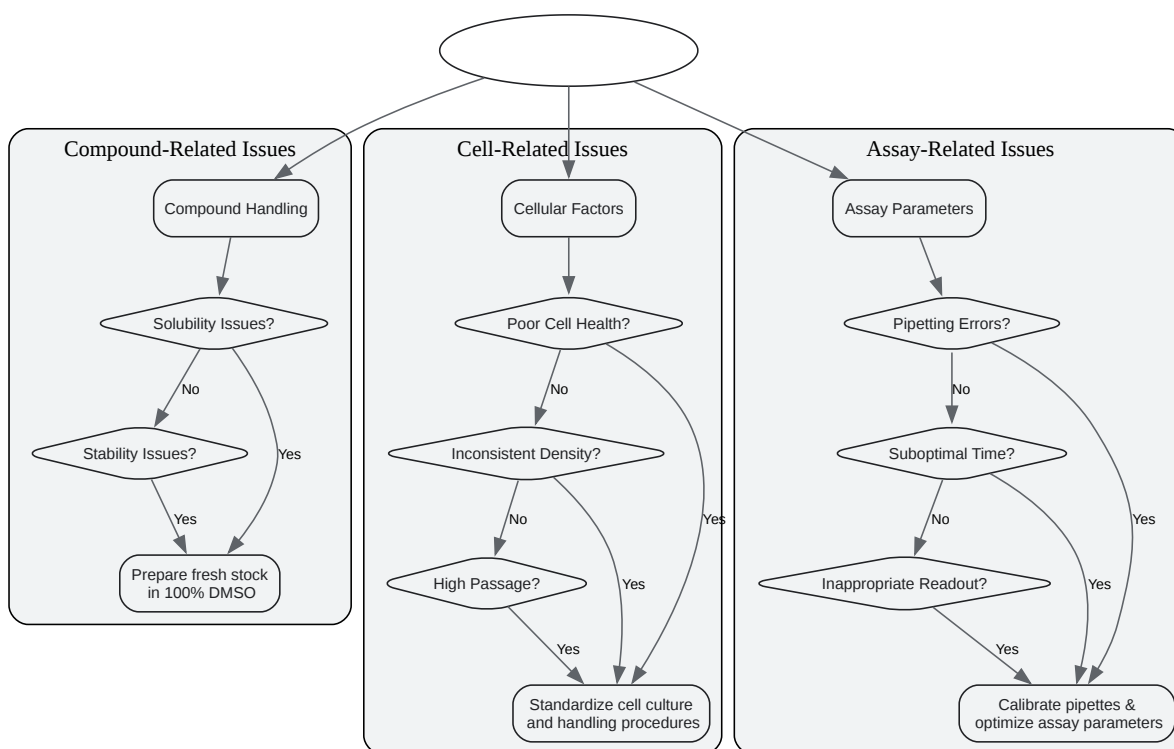 Compound-Related Issues
Compound Handling
Solubility Issues?
No
Yes
Stability Issues?
Yes
Prepare fresh stock
in 100% DMSO
Cell-Related Issues
Cellular Factors
Poor Cell Health?
No
Yes
Inconsistent Density?
No
Yes
High Passage?
Yes
Standardize cell culture
and handling procedures
Assay-Related Issues
Assay Parameters
Pipetting Errors?
No
Yes
Suboptimal Time?
No
Yes
Inappropriate Readout?
Yes
Calibrate pipettes &
optimize assay parameters